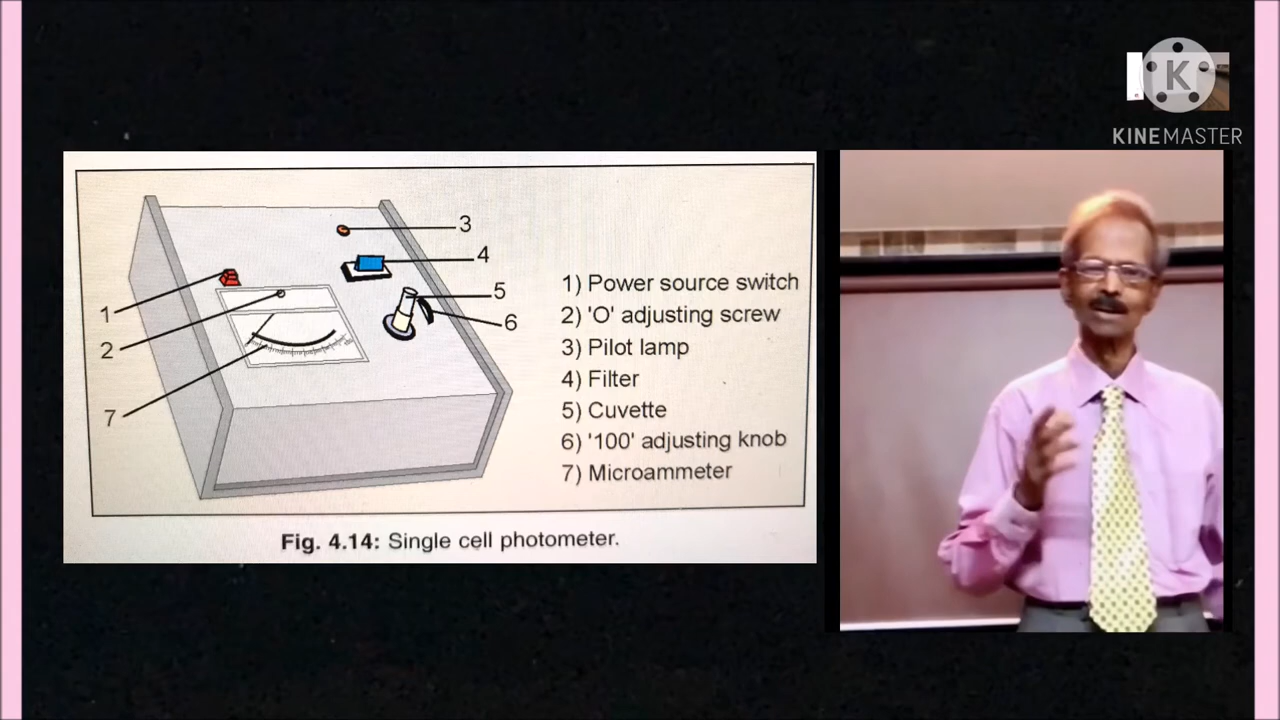 KINEMASTER
K
3
4
5
6
1
2
7
1) Power source switch
2) 'O' adjusting screw
3) Pilot lamp
4) Filter
5) Cuvette
6) '100' adjusting knob
7) Microammeter
Fig. 4.14: Single cell photometer.